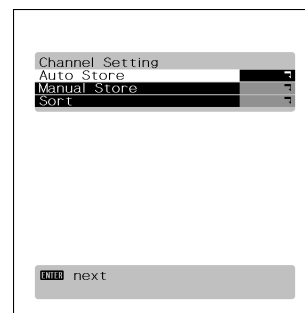 Channel Setting
Auto Store
Manual Store
Sort
ENTER next